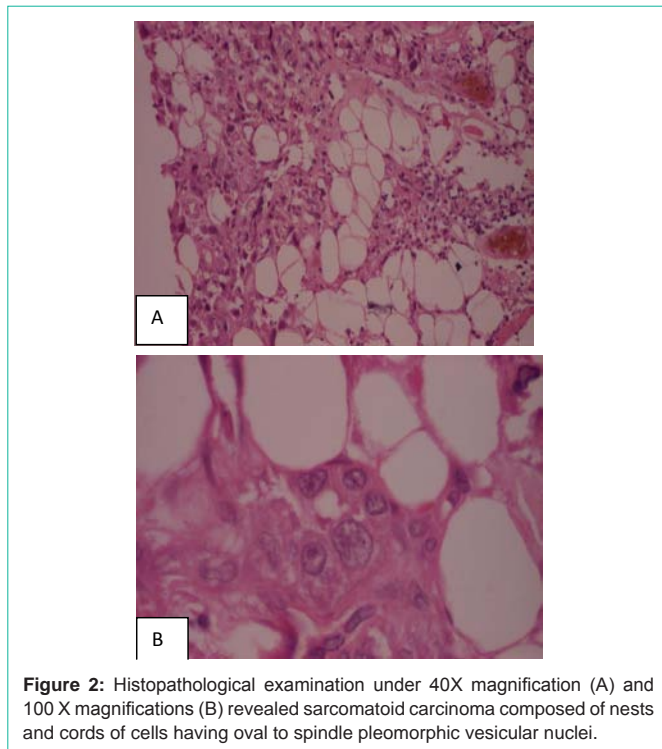 A
B
Figure 2: Histopathological examination under 40X magnification (A) and
100 X magnifications (B) revealed sarcomatoid carcinoma composed of nests
and cords of cells having oval to spindle pleomorphic vesicular nuclei.